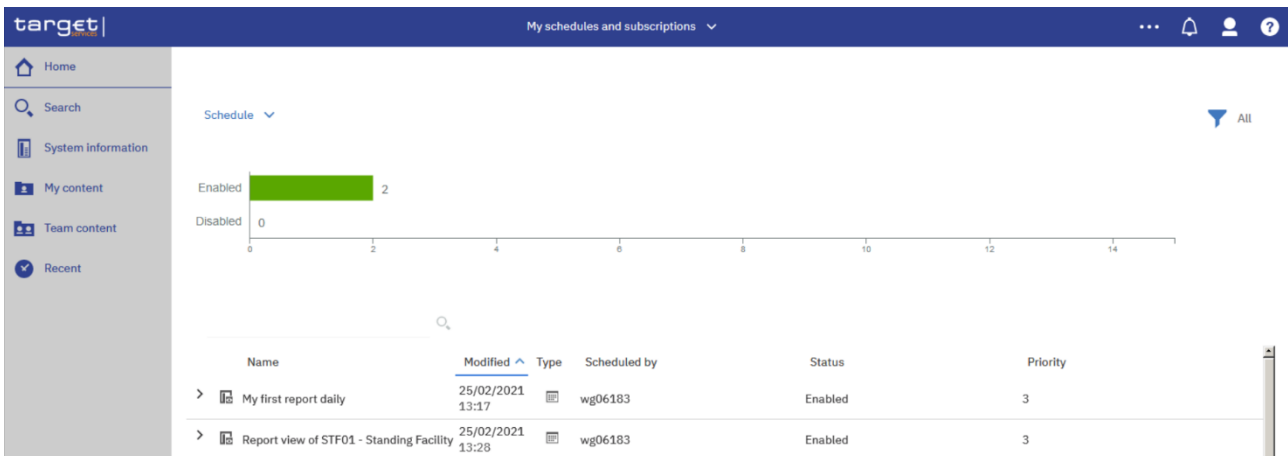 target|
services
My schedules and subscriptions
Home
Search
System information
My content
Team content
Recent
Schedule
All
Enabled 2
Disabled 0
0 2 4 6 8 10 12 14
Name Modified Type Scheduled by Status Priority
My first report daily 25/02/2021 13:17 wg06183 Enabled 3
Report view of STF01 - Standing Facility 25/02/2021 13:28 wg06183 Enabled 3